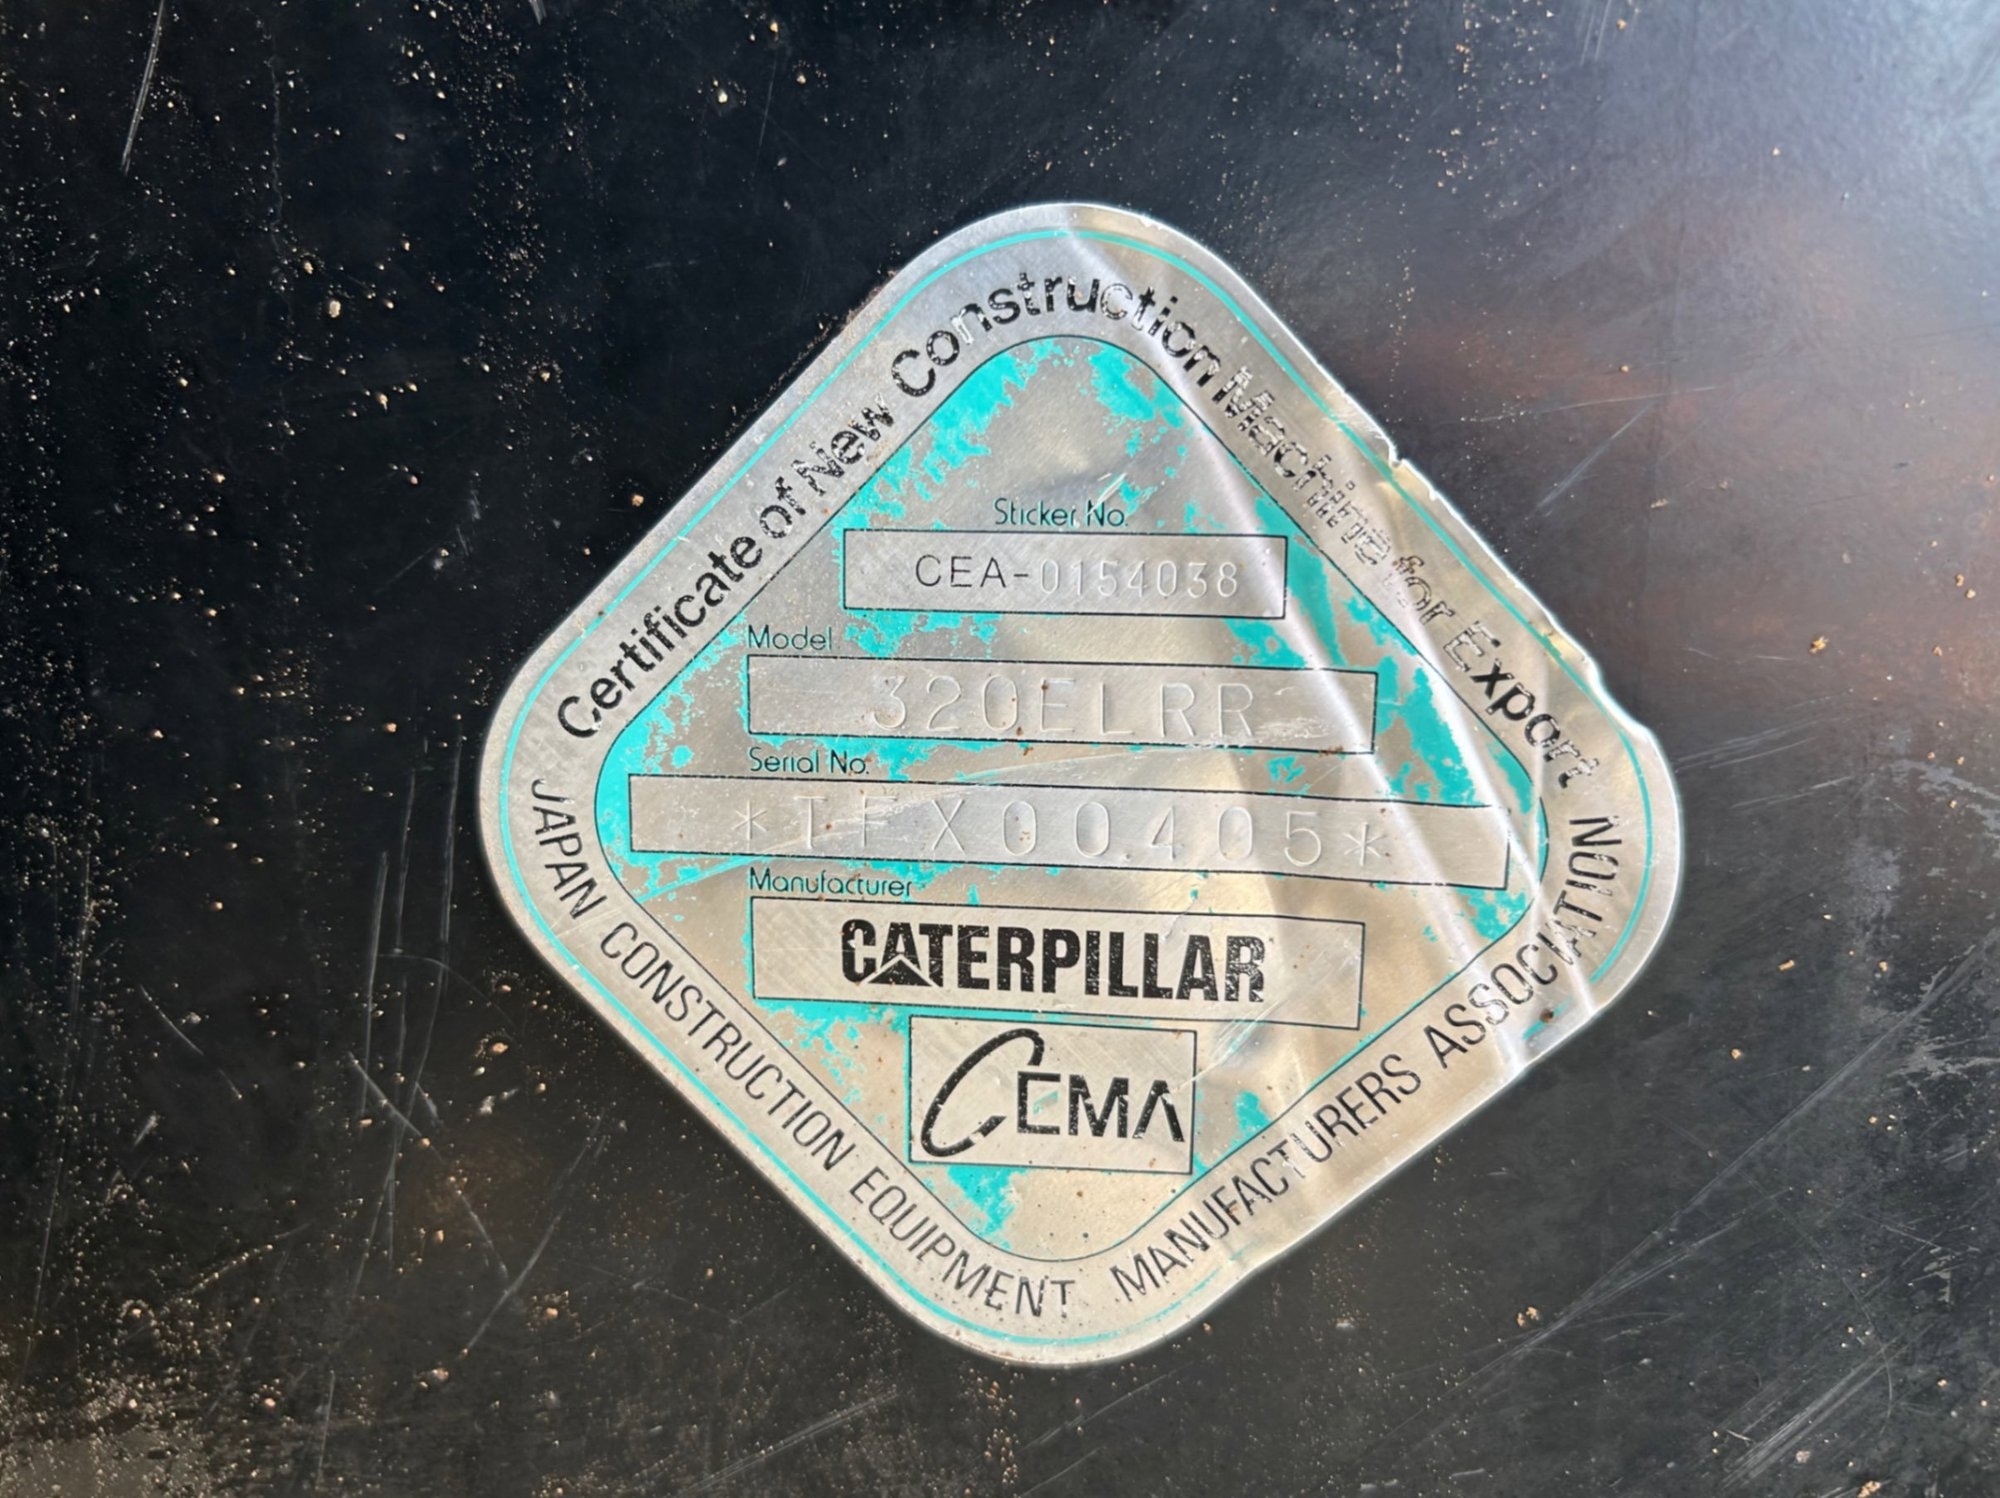 Certificate of New Construction Machine for Export
Sticker No.
CEA-0154038
Model
320ELRR
Serial No.
*TFX00405*
Manufacturer
CATERPILLAR
CEMA
JAPAN CONSTRUCTION EQUIPMENT MANUFACTURERS ASSOCIATION